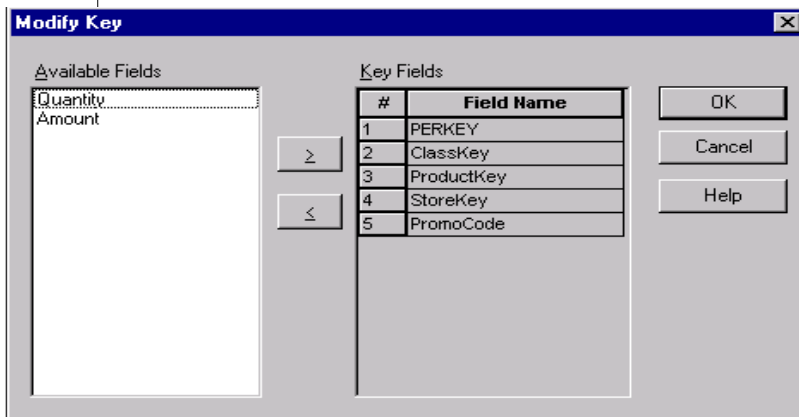 Modify Key
Available Fields
Quantity
Amount
>
<
Key Fields
# Field Name
1 PERKEY
2 ClassKey
3 ProductKey
4 StoreKey
5 PromoCode
OK
Cancel
Help